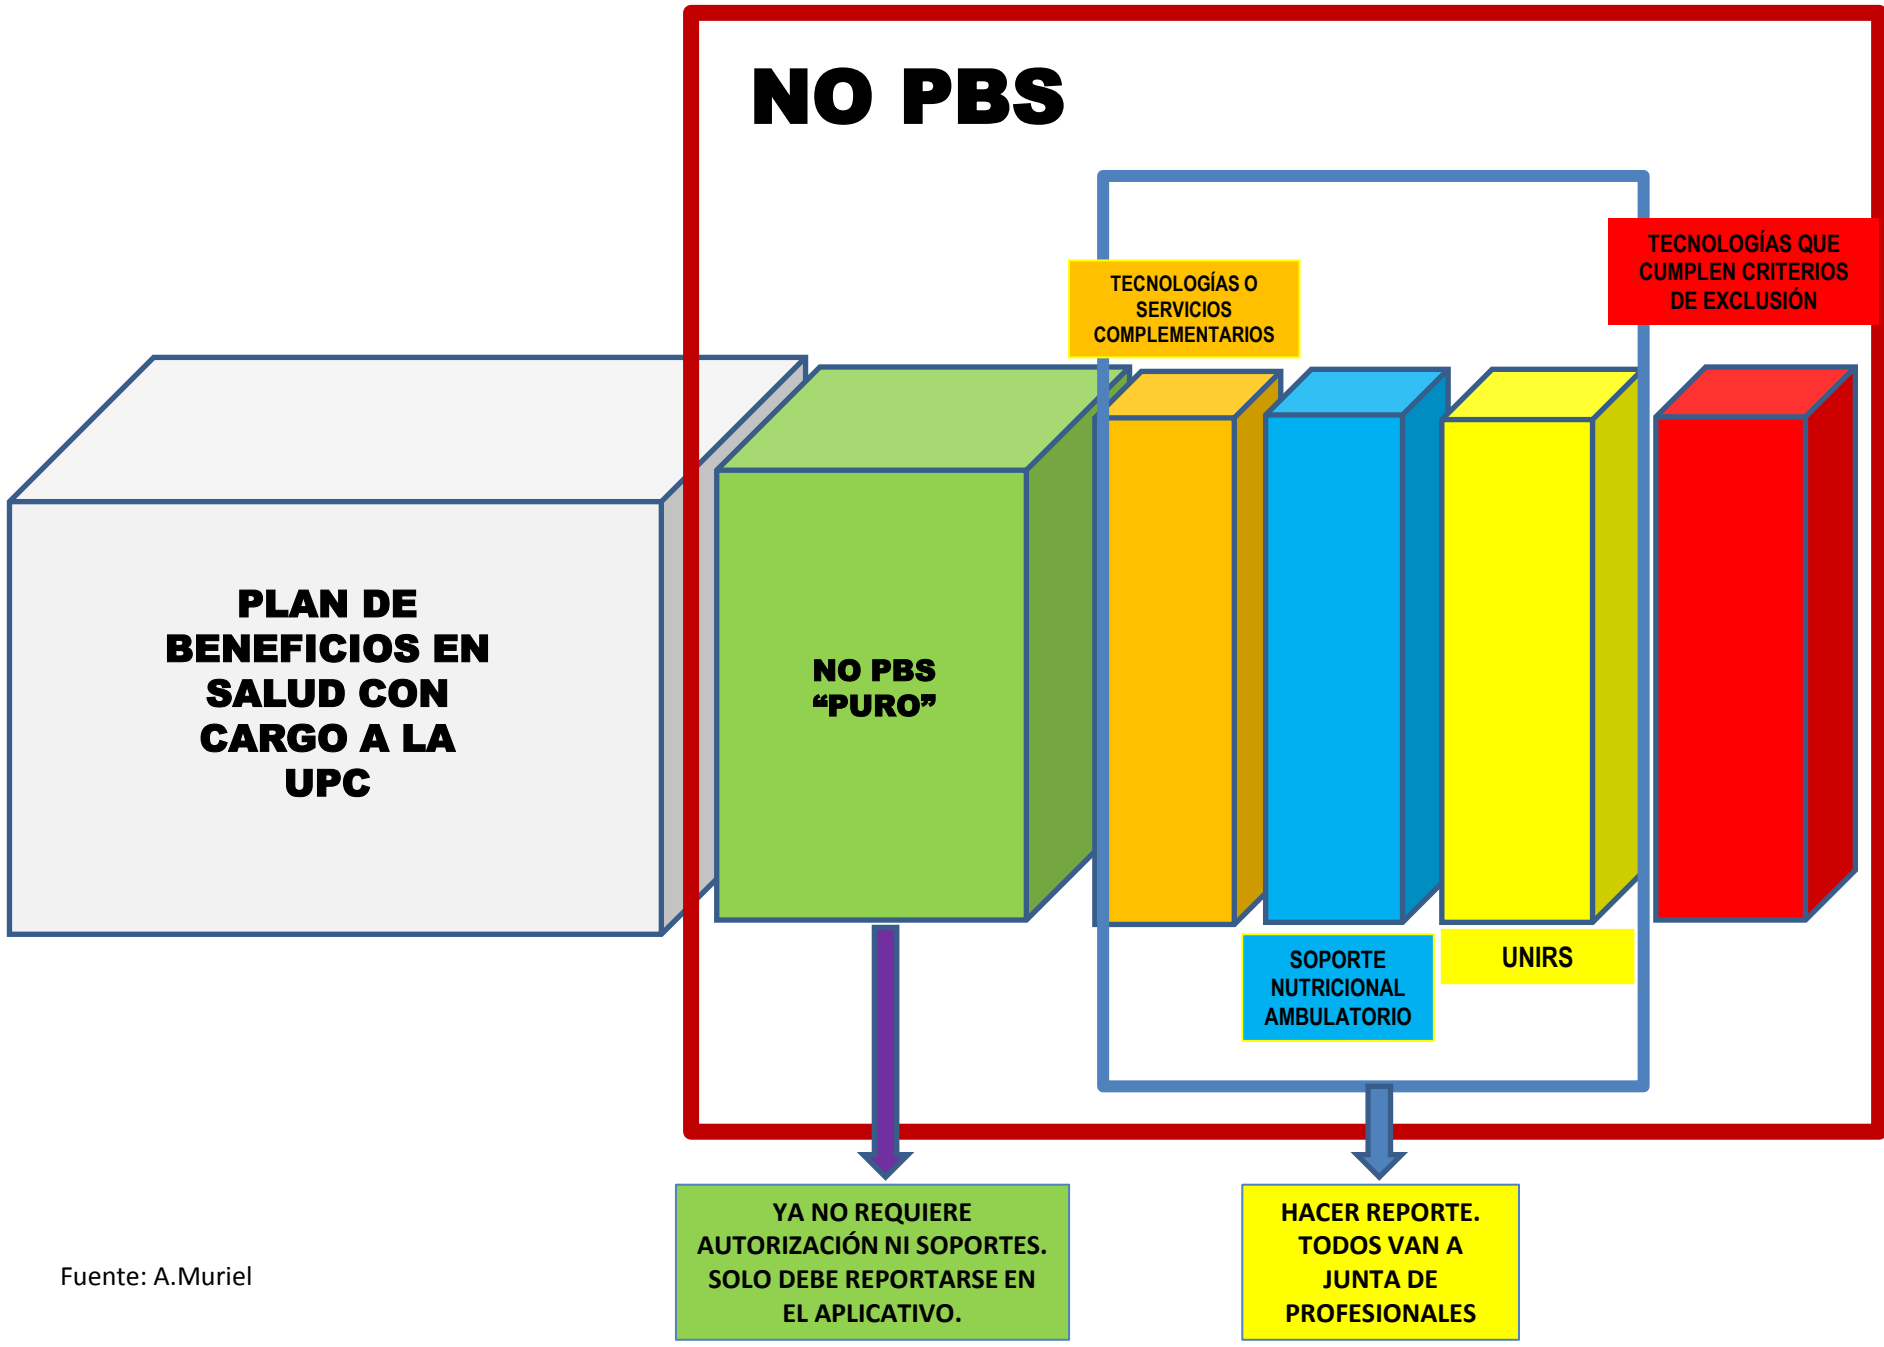 NO PBS
TECNOLOGÍAS QUE
CUMPLEN CRITERIOS
DE EXCLUSIÓN
TECNOLOGÍAS O
SERVICIOS
COMPLEMENTARIOS
PLAN DE
BENEFICIOS EN
SALUD CON
CARGO A LA
UPC
NO PBS
“PURO”
SOPORTE
NUTRICIONAL
AMBULATORIO
UNIRS
YA NO REQUIERE
AUTORIZACIÓN NI SOPORTES.
SOLO DEBE REPORTARSE EN
EL APLICATIVO.
HACER REPORTE.
TODOS VAN A
JUNTA DE
PROFESIONALES
Fuente: A.Muriel